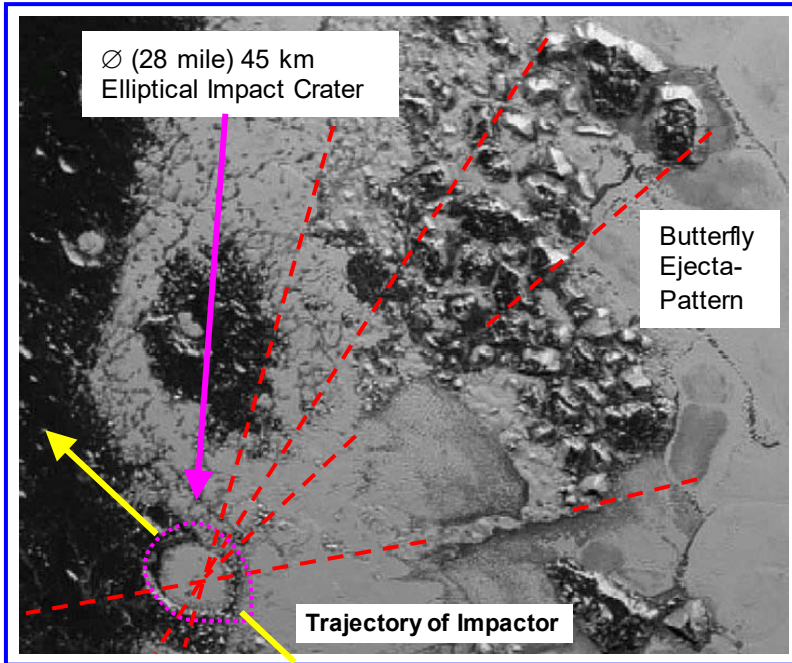 ∅ (28 mile) 45 km
Elliptical Impact Crater
Butterfly
Ejecta-
Pattern
Trajectory of Impactor